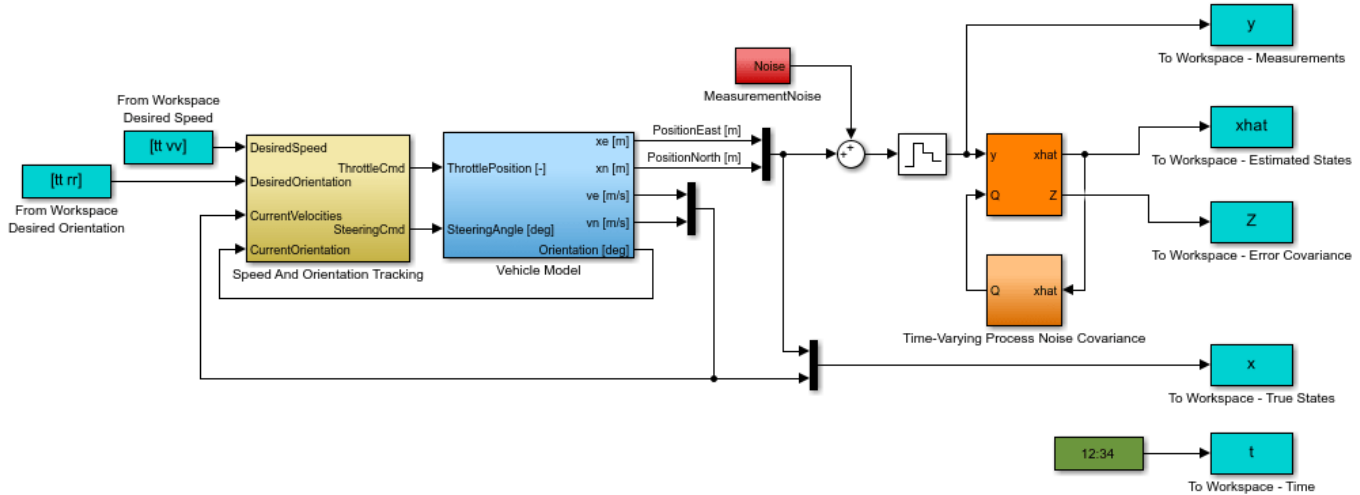 y
To Workspace - Measurements
Noise
MeasurementNoise
From Workspace
Desired Speed
[tt vv]
[tt rr]
From Workspace
Desired Orientation
DesiredSpeed
ThrottleCmd
DesiredOrientation
CurrentVelocities
SteeringCmd
CurrentOrientation
Speed And Orientation Tracking
ThrottlePosition [-]
SteeringAngle [deg]
xe [m]
xn [m]
ve [m/s]
vn [m/s]
Orientation [deg]
Vehicle Model
PositionEast [m]
PositionNorth [m]
+
+
y
xhat
Q
Z
Q
xhat
Time-Varying Process Noise Covariance
xhat
To Workspace - Estimated States
Z
To Workspace - Error Covariance
x
To Workspace - True States
12:34
t
To Workspace - Time